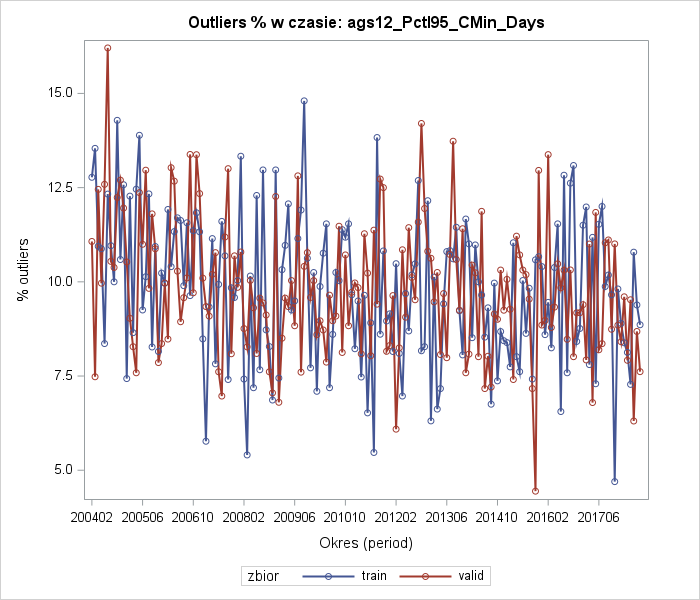 Outliers % w czasie: ags12_Pctl95_CMin_Days
% outliers
15.0
12.5
10.0
7.5
5.0
200402 200506 200610 200802 200906 201010 201202 201306 201410 201602 201706
Okres (period)
zbior train valid